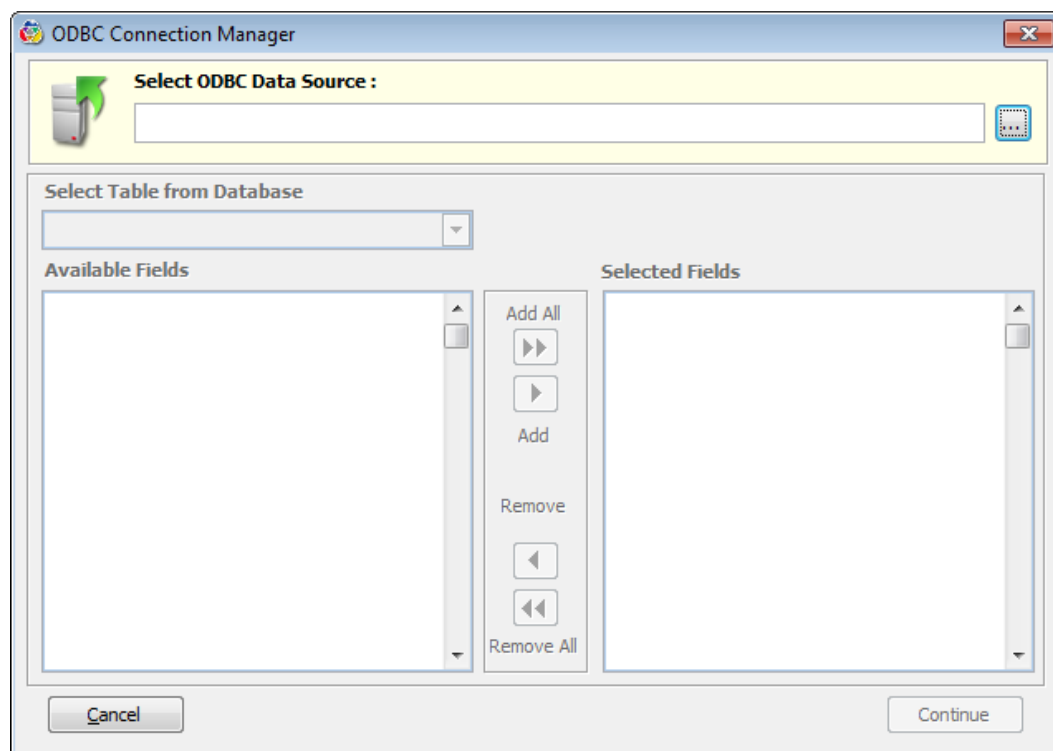 ODBC Connection Manager
Select ODBC Data Source :
...
Select Table from Database
Available Fields
Selected Fields
Add All
Add
Remove
Remove All
Cancel
Continue